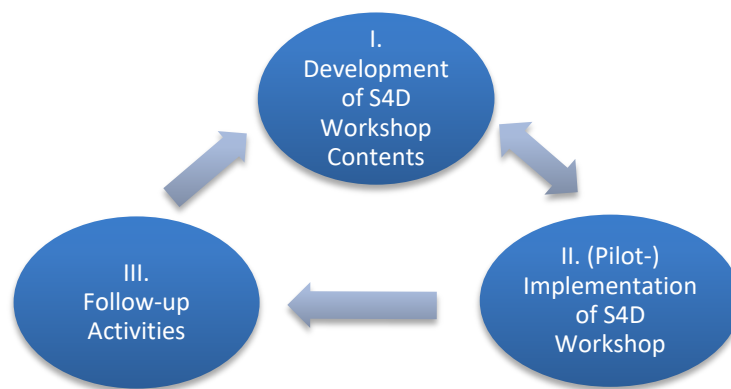 I.
Development
of S4D
Workshop
Contents
II. (Pilot-)
Implementation
of S4D
Workshop
III.
Follow-up
Activities